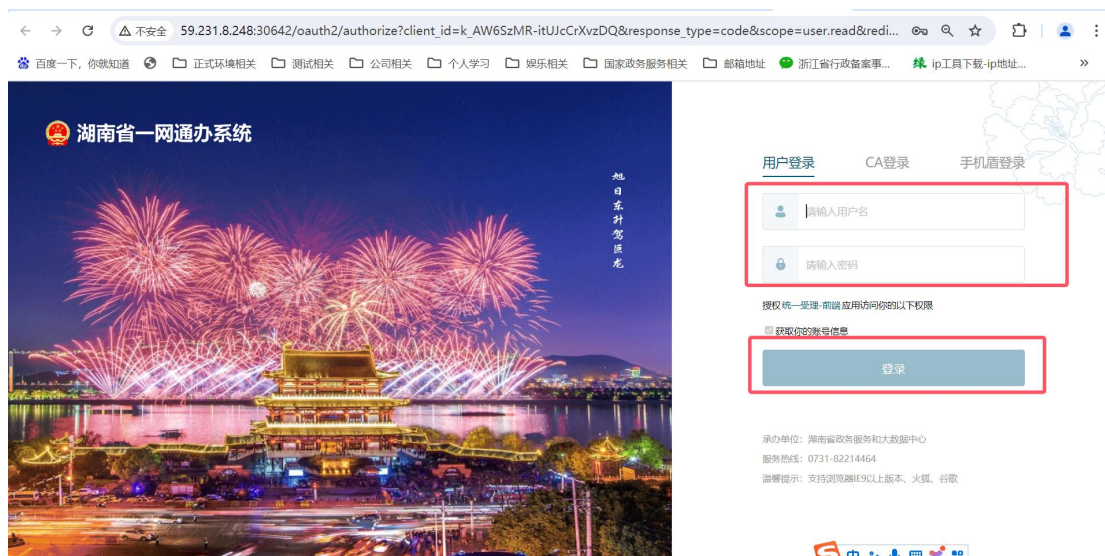 不安全 59.231.8.248:30642/oauth2/authorize?client_id=k_AW6SzMR-itUJcCrXvzDQ&response_type=code&scope=user.read&redi...
百度一下，你就知道 正式环境相关 测试相关 公司相关 个人学习 娱乐相关 国家政务服务相关 邮箱地址 浙江省行政备案事... ip工具下载-ip地址... »
湖南省一网通办系统
旭日东升驾巨龙
用户登录 CA登录 手机盾登录
请输入用户名
请输入密码
授权 统一受理-前端 应用访问你的以下权限
获取你的账号信息
登录
承办单位：湖南省政务服务和大数据中心
服务热线：0731-82214464
温馨提示：支持浏览器IE9以上版本、火狐、谷歌
中